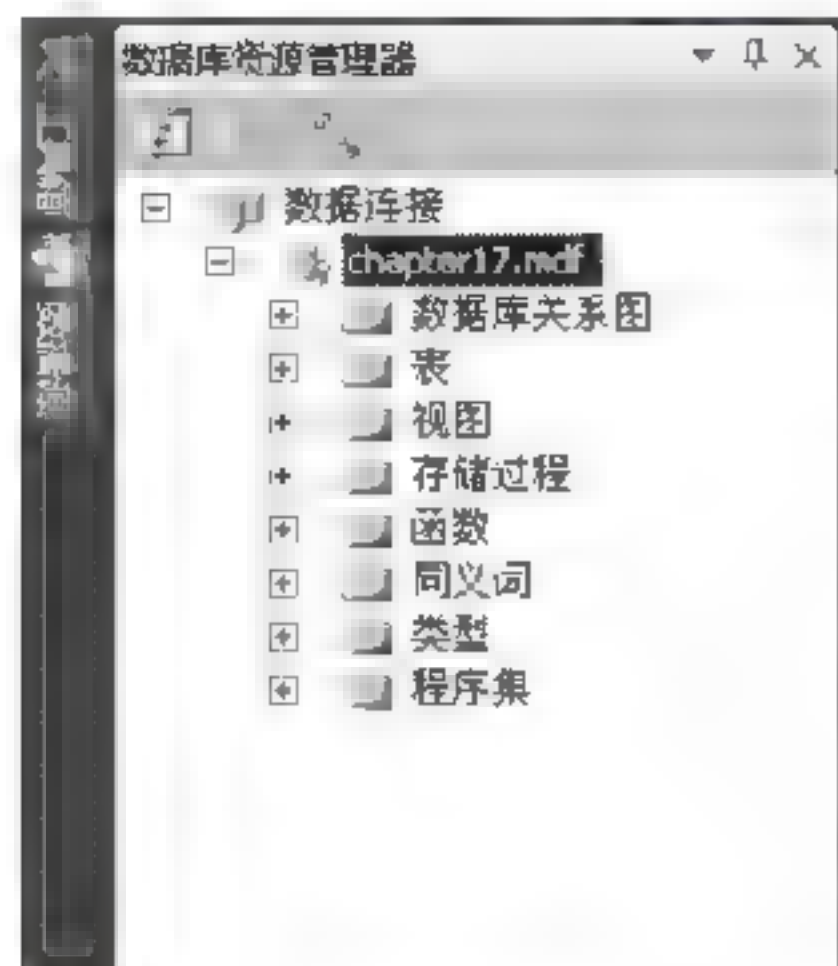 数据库资源管理器
数据连接
chapter17.mdf
数据库关系图
表
视图
存储过程
函数
同义词
类型
程序集